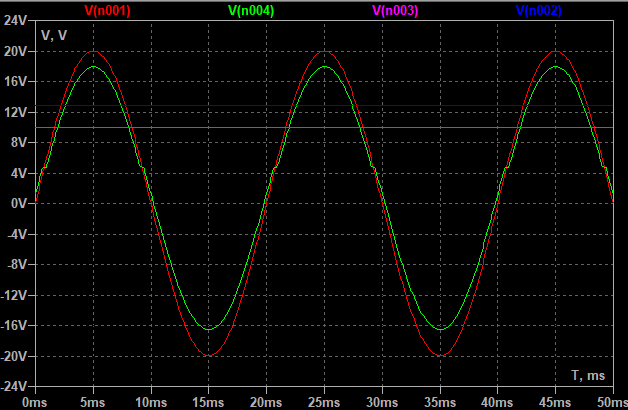 V(n001) V(n004) V(n003) V(n002)
24V
V, V
20V
16V
12V
8V
4V
0V
-4V
-8V
-12V
-16V
-20V
T, ms
-24V
0ms 5ms 10ms 15ms 20ms 25ms 30ms 35ms 40ms 45ms 50ms